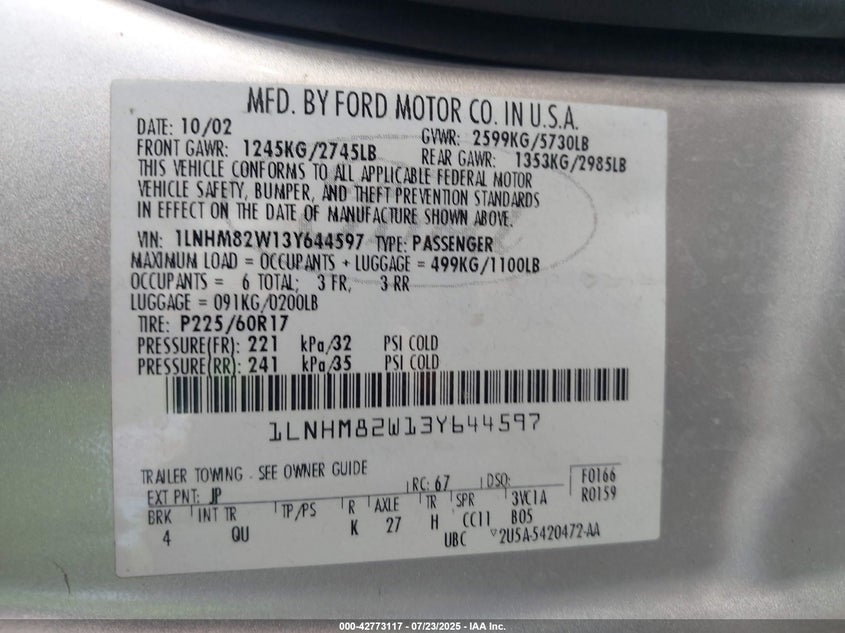 MFD. BY FORD MOTOR CO. IN U.S.A.
DATE: 10/02 GVWR: 2599KG/5730LB
FRONT GAWR: 1245KG/2745LB REAR GAWR: 1353KG/2985LB
THIS VEHICLE CONFORMS TO ALL APPLICABLE FEDERAL MOTOR
VEHICLE SAFETY, BUMPER, AND THEFT PREVENTION STANDARDS
IN EFFECT ON THE DATE OF MANUFACTURE SHOWN ABOVE.
VIN: 1LNHM82W13Y644597 TYPE: PASSENGER
MAXIMUM LOAD = OCCUPANTS + LUGGAGE = 499KG/1100LB
OCCUPANTS = 6 TOTAL; 3 FR, 3 RR
LUGGAGE = 091KG/0200LB
TIRE: P225/60R17
PRESSURE(FR): 221 kPa/32 PSI COLD
PRESSURE(RR): 241 kPa/35 PSI COLD
1LNHM82W13Y644597
TRAILER TOWING - SEE OWNER GUIDE
EXT PNT: JP RC: 67 DSO: F0166
BRK INT TR TP/PS R AXLE TR SPR 3VC1A R0159
4 QU K 27 H CC11 B05
UBC ▽2U5A-5420472-AA
000-42773117 - 07/23/2025 - IAA Inc.